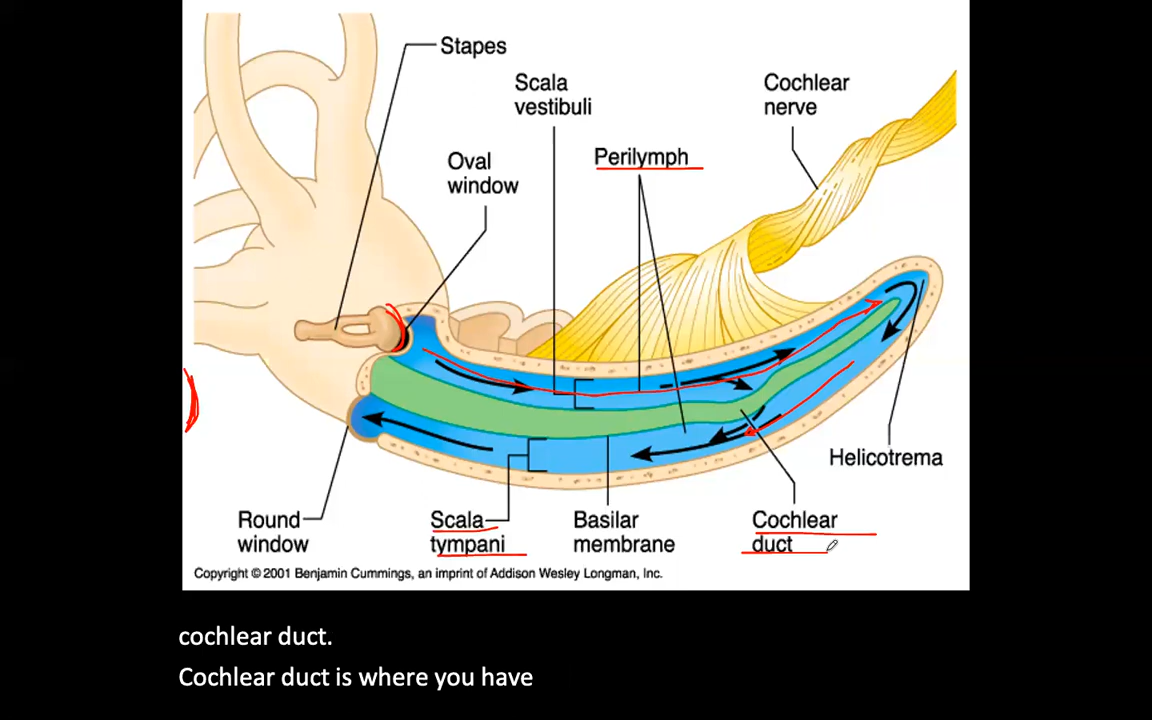 Stapes
Scala
vestibuli
Cochlear
nerve
Oval
window
Perilymph
Helicotrema
Round
window
Scala
tympani
Basilar
membrane
Cochlear
duct
Copyright © 2001 Benjamin Cummings, an imprint of Addison Wesley Longman, Inc.
cochlear duct.
Cochlear duct is where you have